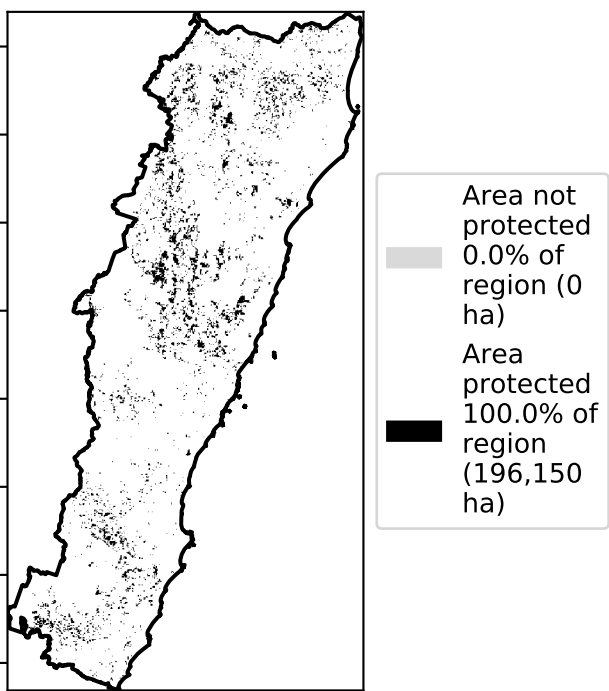 Area not
protected
0.0% of
region (0
ha)
Area
protected
100.0% of
region
(196,150
ha)